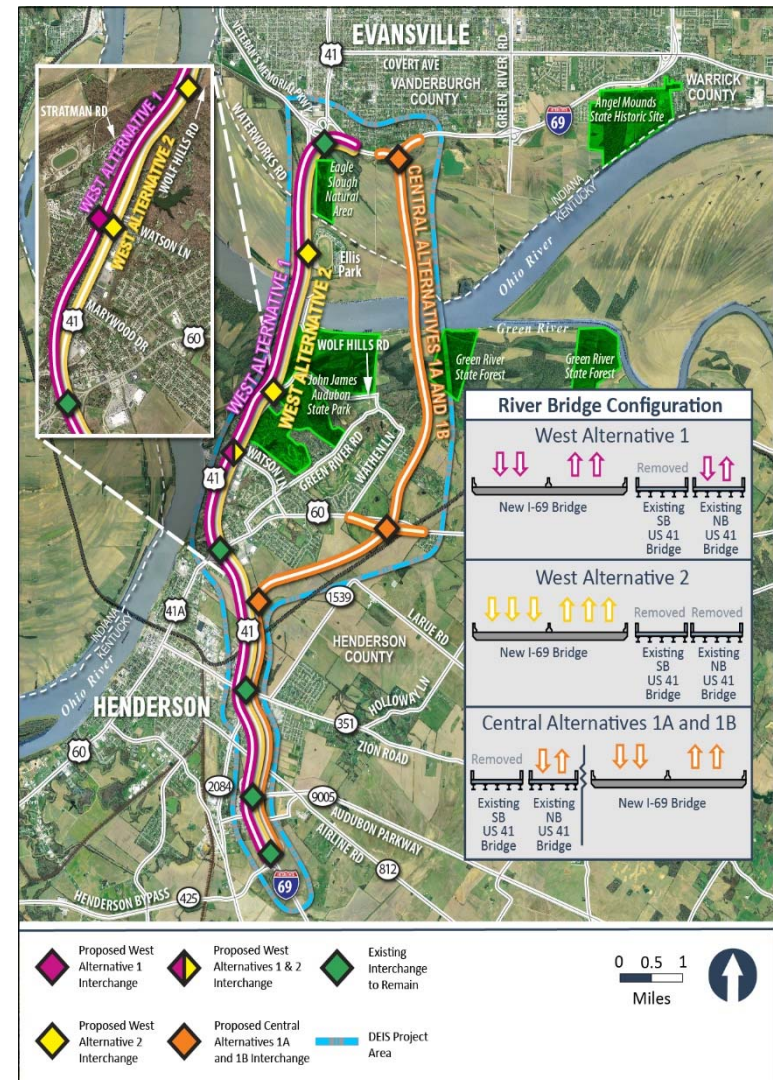 EVANSVILLE
VETERAN'S MEMORIAL PKWY
41
COVERT AVE
VANDERBURGH
COUNTY
GREEN RIVER RD
WARRICK
COUNTY
Angel Mounds
State Historic Site
69
WATERWORKS RD
Eagle
Slough
Natural
Area
INDIANA
KENTUCKY
Ohio River
Ellis
Park
WEST ALTERNATIVE 1
WEST ALTERNATIVE 2
CENTRAL ALTERNATIVES 1A AND 1B
STRATMAN RD
WEST ALTERNATIVE 1
WEST ALTERNATIVE 2
WOLF HILLS RD
WATSON LN
MARYWOOD DR
41
60
Green River
WOLF HILLS RD
John James
Audubon
State Park
Green River
State Forest
Green River
State Forest
WATSON LN
GREEN RIVER RD
WATHEN LN
41
60
41A
INDIANA
KENTUCKY
Ohio River
1539
41
LARUE RD
HENDERSON
COUNTY
HENDERSON
HOLLOWAY LN
351
ZION ROAD
60
2084
9005
AUDUBON PARKWAY
AIRLINE RD
812
69
HENDERSON BYPASS
425
River Bridge Configuration
West Alternative 1
Removed
New I-69 Bridge
Existing
SB
US 41
Bridge
Existing
NB
US 41
Bridge
West Alternative 2
Removed
Removed
New I-69 Bridge
Existing
SB
US 41
Bridge
Existing
NB
US 41
Bridge
Central Alternatives 1A and 1B
Removed
Existing
SB
US 41
Bridge
Existing
NB
US 41
Bridge
New I-69 Bridge
Proposed West
Alternative 1
Interchange
Proposed West
Alternatives 1 & 2
Interchange
Existing
Interchange
to Remain
0 0.5 1
Miles
Proposed West
Alternative 2
Interchange
Proposed Central
Alternatives 1A
and 1B Interchange
DEIS Project
Area